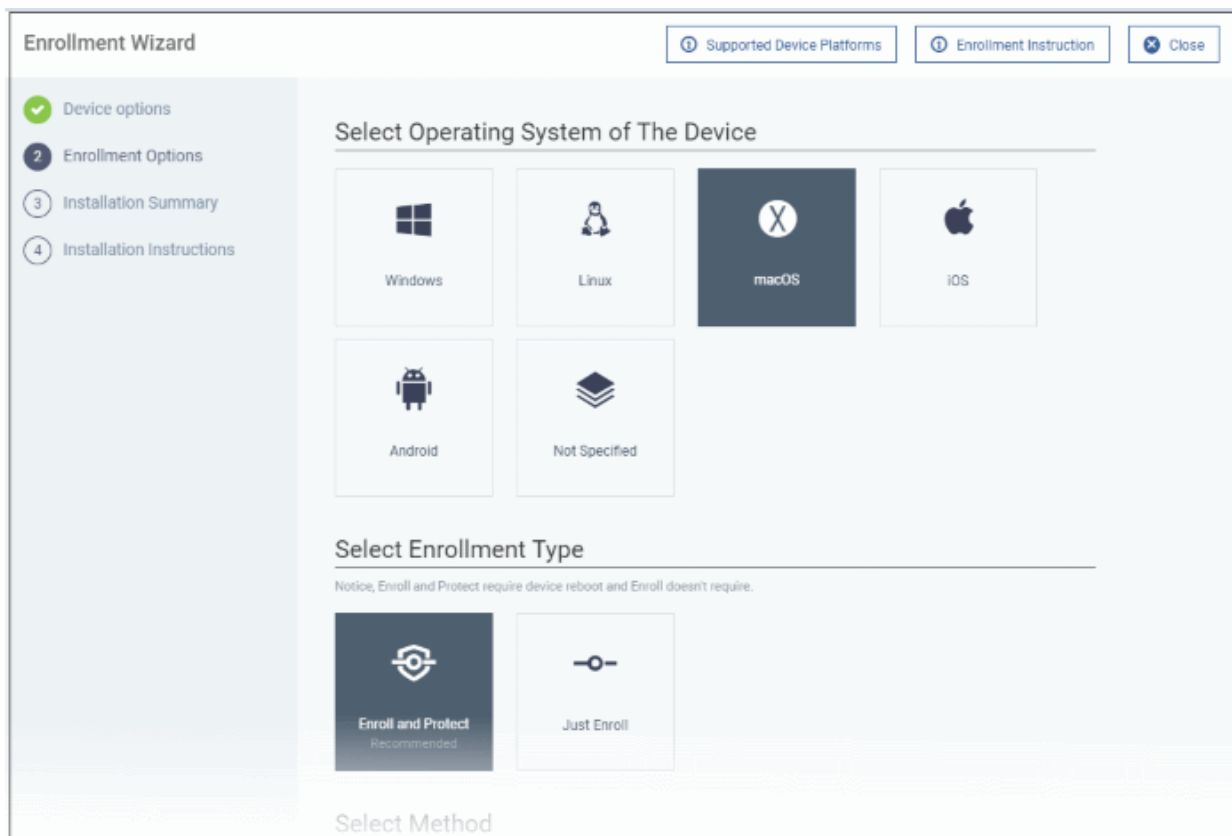 Enrollment Wizard
Supported Device Platforms
Enrollment Instruction
Close
Device options
2 Enrollment Options
3 Installation Summary
4 Installation Instructions
Select Operating System of The Device
Windows
Linux
X
macOS
iOS
Android
Not Specified
Select Enrollment Type
Notice, Enroll and Protect require device reboot and Enroll doesn't require.
Enroll and Protect
Recommended
Just Enroll
Select Method